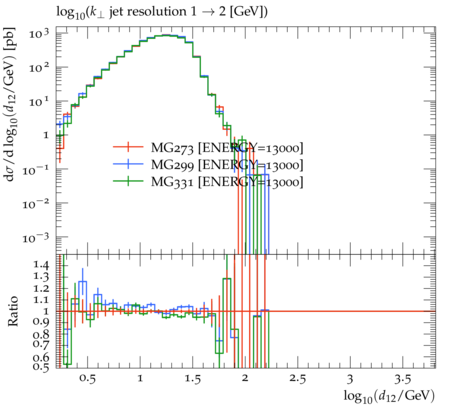 log₁₀(k⊥ jet resolution 1 → 2 [GeV])
dσ/d log₁₀(d₁₂/GeV) [pb]
10³
10²
10¹
1
10⁻¹
10⁻²
10⁻³
MG273 [ENERGY=13000]
MG299 [ENERGY=13000]
MG331 [ENERGY=13000]
Ratio
1.4
1.3
1.2
1.1
1
0.9
0.8
0.7
0.6
0.5
0.5 1 1.5 2 2.5 3 3.5
log₁₀(d₁₂/GeV)